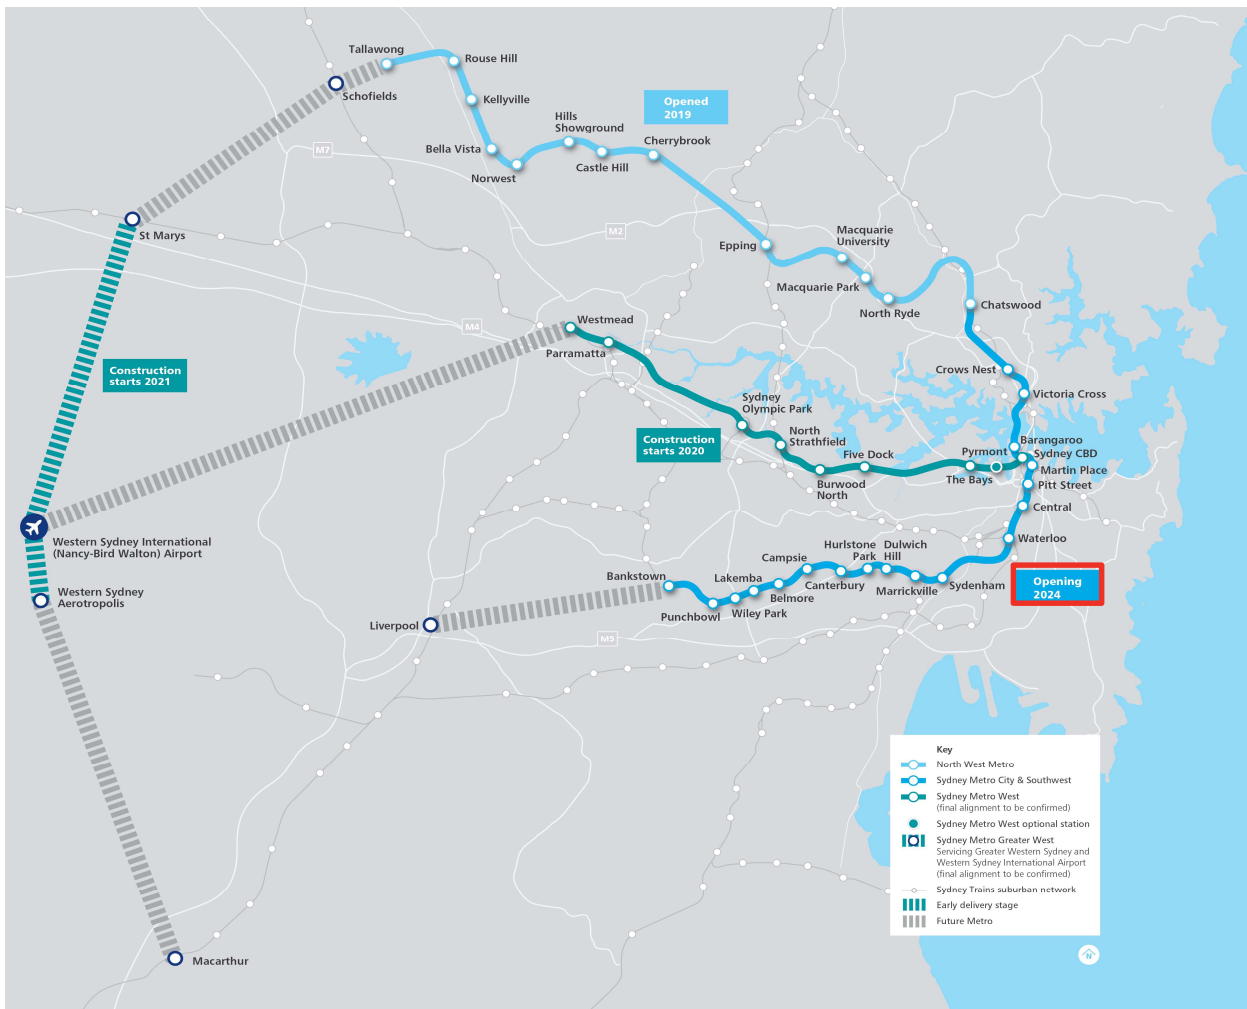 Tallawong
Rouse Hill
Schofields
Kellyville
Opened
2019
Hills
Showground
Cherrybrook
M7
Bella Vista
Castle Hill
Norwest
St Marys
M2
Macquarie
University
Epping
Macquarie Park
North Ryde
Chatswood
Westmead
M4
Parramatta
Construction
starts 2021
Crows Nest
Victoria Cross
Sydney
Olympic Park
North
Strathfield
Construction
starts 2020
Barangaroo
Pyrmont
Sydney CBD
Five Dock
Martin Place
The Bays
Pitt Street
Burwood
North
Central
Western Sydney International
(Nancy-Bird Walton) Airport
Waterloo
Hurlstone
Park
Dulwich
Hill
Campsie
Bankstown
Lakemba
Canterbury
Sydenham
Opening
2024
Marrickville
Belmore
Western Sydney
Aerotropolis
Punchbowl
Wiley Park
Liverpool
M5
Key
North West Metro
Sydney Metro City & Southwest
Sydney Metro West
(final alignment to be confirmed)
Sydney Metro West optional station
Sydney Metro Greater West
Servicing Greater Western Sydney and
Western Sydney International Airport
(final alignment to be confirmed)
Sydney Trains suburban network
Early delivery stage
Future Metro
N
Macarthur